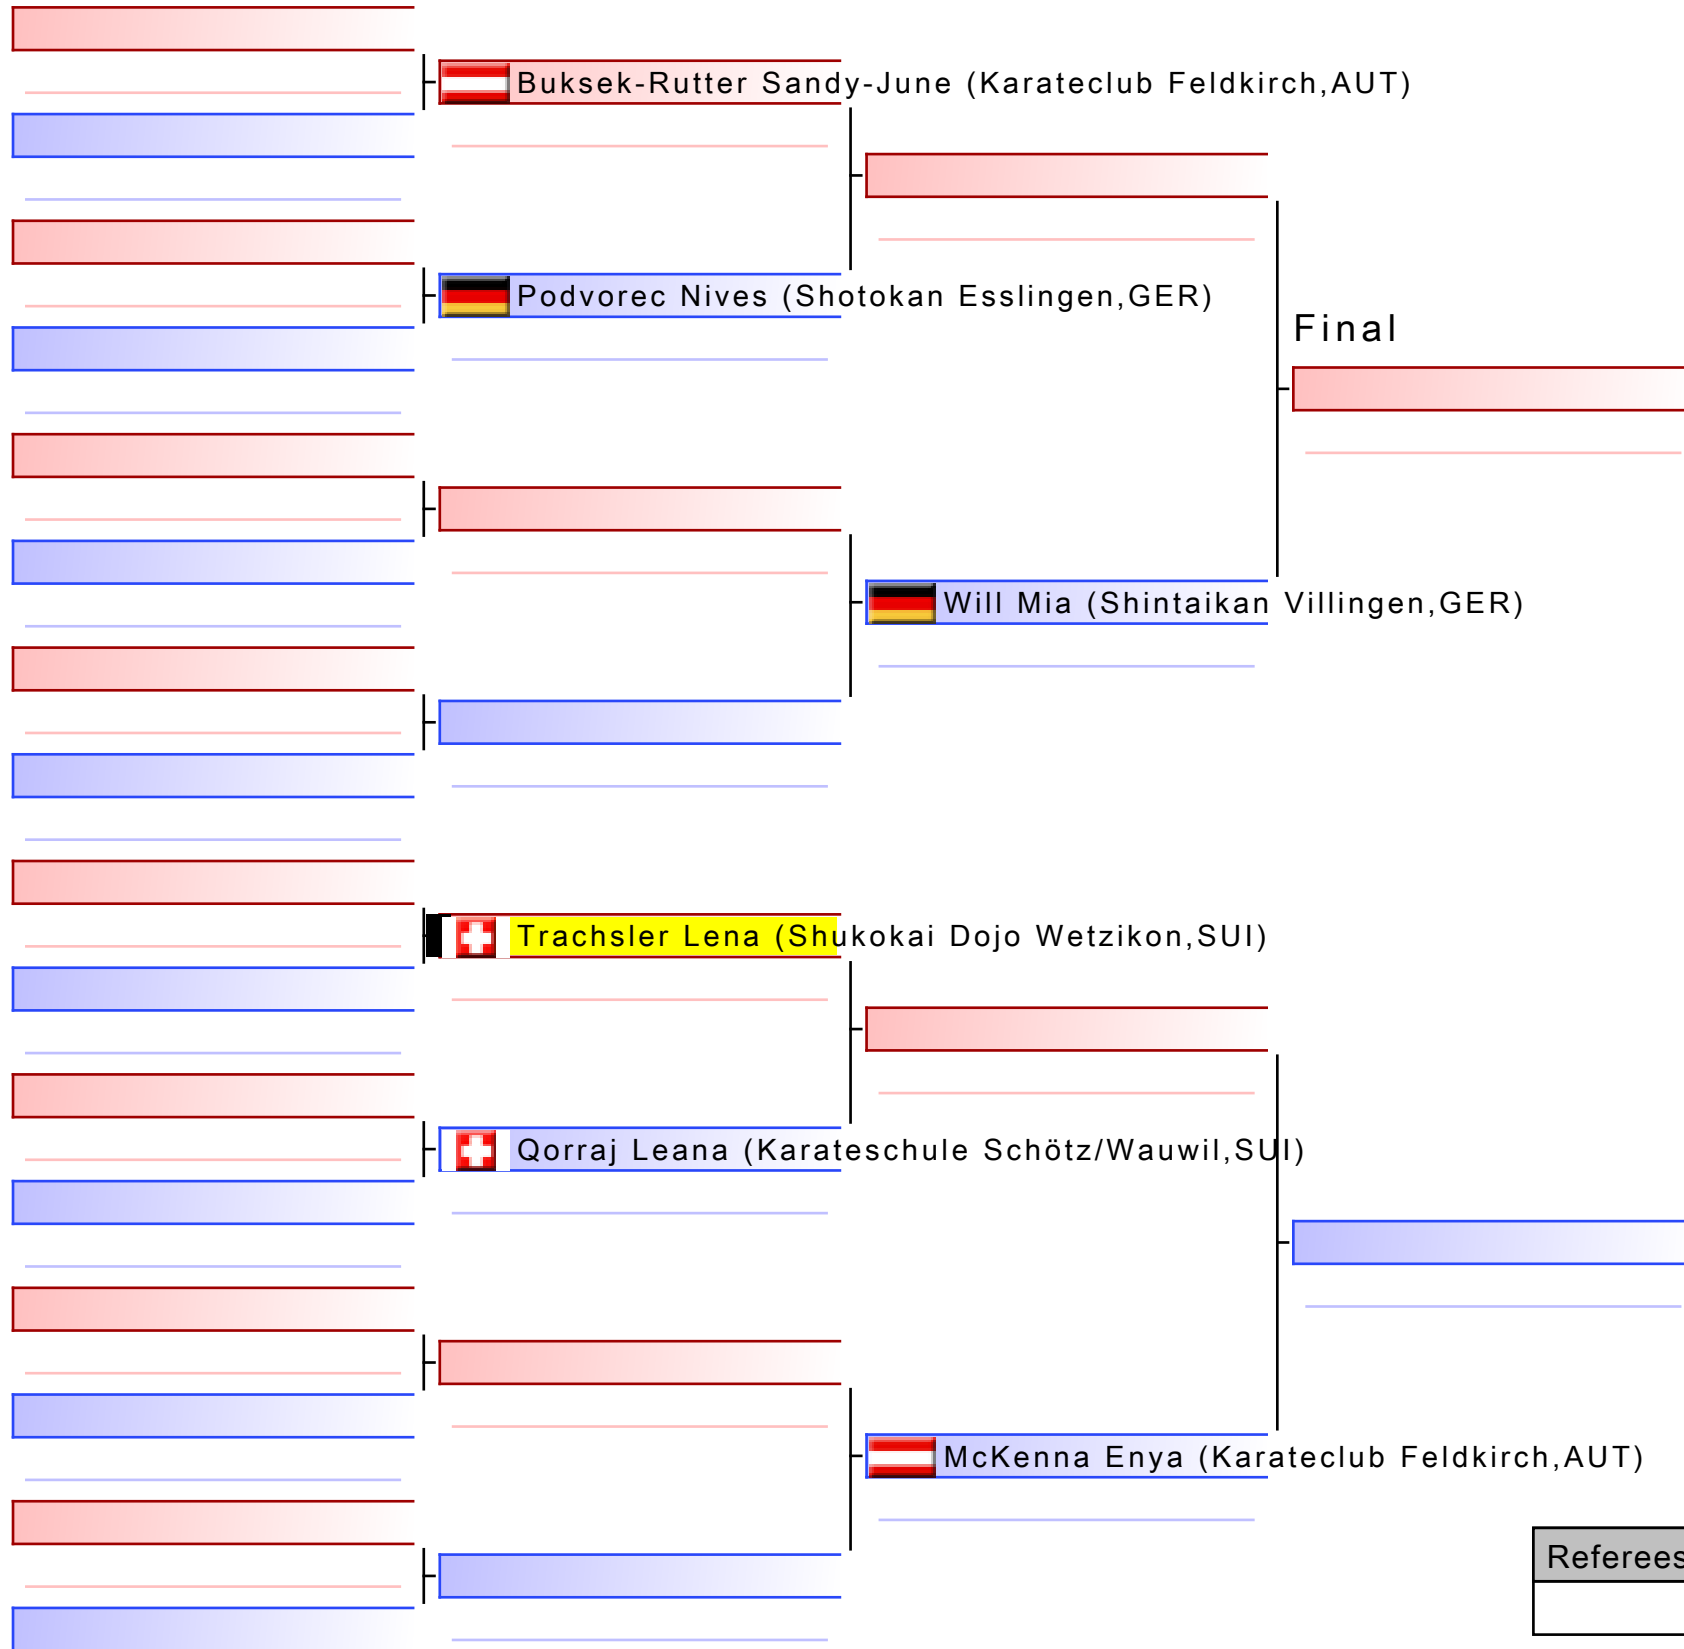 Buksek-Rutter Sandy-June (Karateclub Feldkirch,AUT)
Podvorec Nives (Shotokan Esslingen,GER)
Final
Will Mia (Shintaikan Villingen,GER)
Trachsler Lena (Shukokai Dojo Wetzikon,SUI)
Qorraj Leana (Karateschule Schötz/Wauwil,SUI)
McKenna Enya (Karateclub Feldkirch,AUT)
Referees